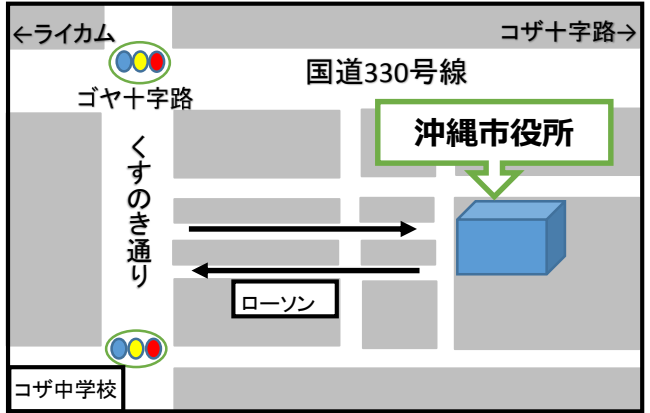 ←ライカム
コザ十字路→
国道330号線
ゴヤ十字路
沖縄市役所
くすのき通り
ローソン
コザ中学校